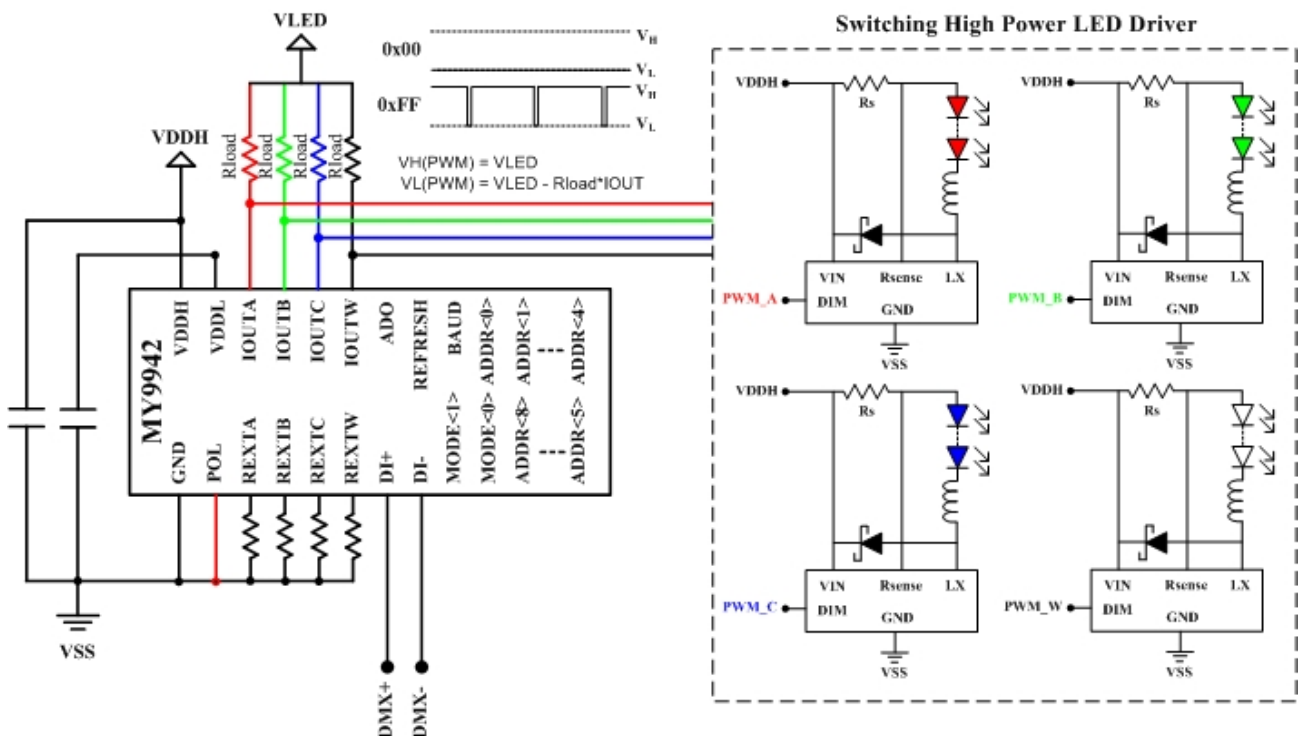 VLED
VDDH
Rload
Rload
Rload
Rload
0x00
VH
VL
0xFF
VH
VL
VH(PWM) = VLED
VL(PWM) = VLED - Rload*IOUT
MY9942
VDDH
VDDL
IOUTA
IOUTB
IOUTC
IOUTW
ADO
REFRESH
BAUD
ADDR<0>
ADDR<1>
----
ADDR<4>
GND
POL
REXTA
REXTB
REXTC
REXTW
DI+
DI-
MODE<1>
MODE<0>
ADDR<8>
----
ADDR<5>
VSS
DMX+
DMX-
Switching High Power LED Driver
VDDH
Rs
VIN
Rsense
LX
PWM_A
DIM
GND
VSS
VDDH
Rs
VIN
Rsense
LX
PWM_B
DIM
GND
VSS
VDDH
Rs
VIN
Rsense
LX
PWM_C
DIM
GND
VSS
VDDH
Rs
VIN
Rsense
LX
PWM_W
DIM
GND
VSS